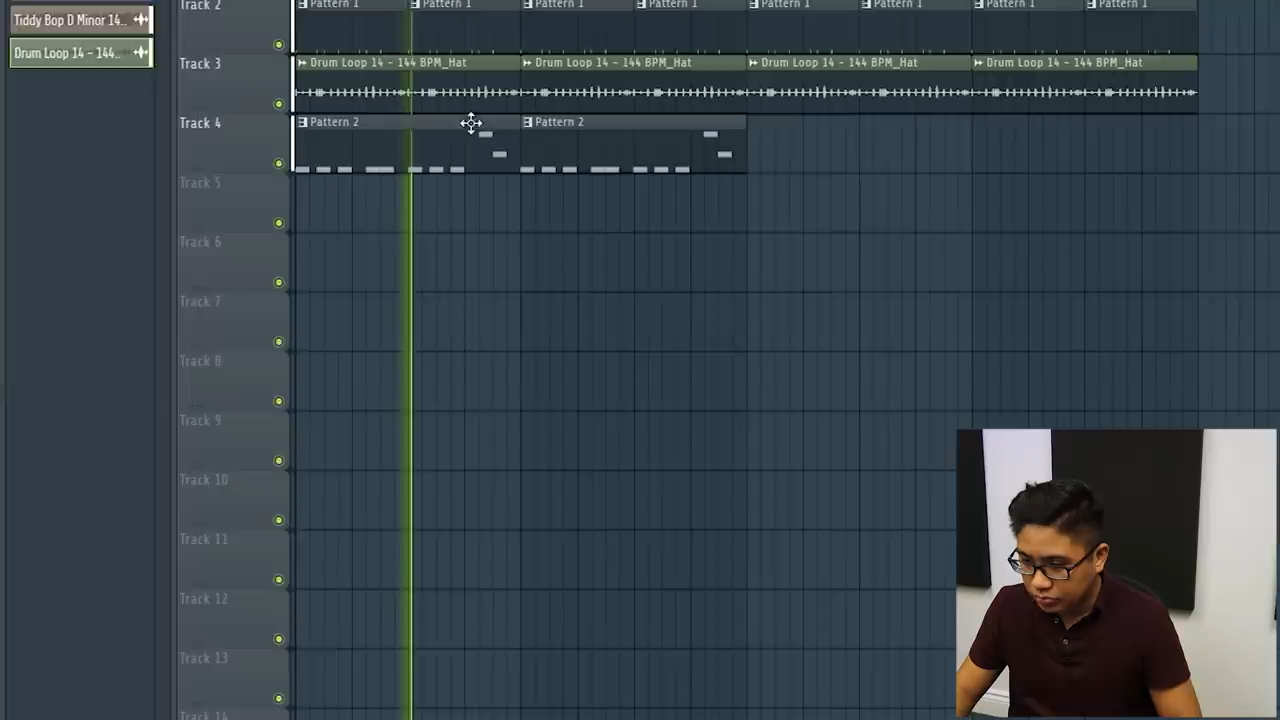 Tiddy Bop D Minor 14..
Drum Loop 14 - 144..
Track 2
Pattern 1 Pattern 1 Pattern 1 Pattern 1 Pattern 1 Pattern 1 Pattern 1 Pattern 1
Track 3
Drum Loop 14 - 144 BPM_Hat Drum Loop 14 - 144 BPM_Hat Drum Loop 14 - 144 BPM_Hat Drum Loop 14 - 144 BPM_Hat
Track 4
Pattern 2 Pattern 2
Track 5
Track 6
Track 7
Track 8
Track 9
Track 10
Track 11
Track 12
Track 13
Track 14